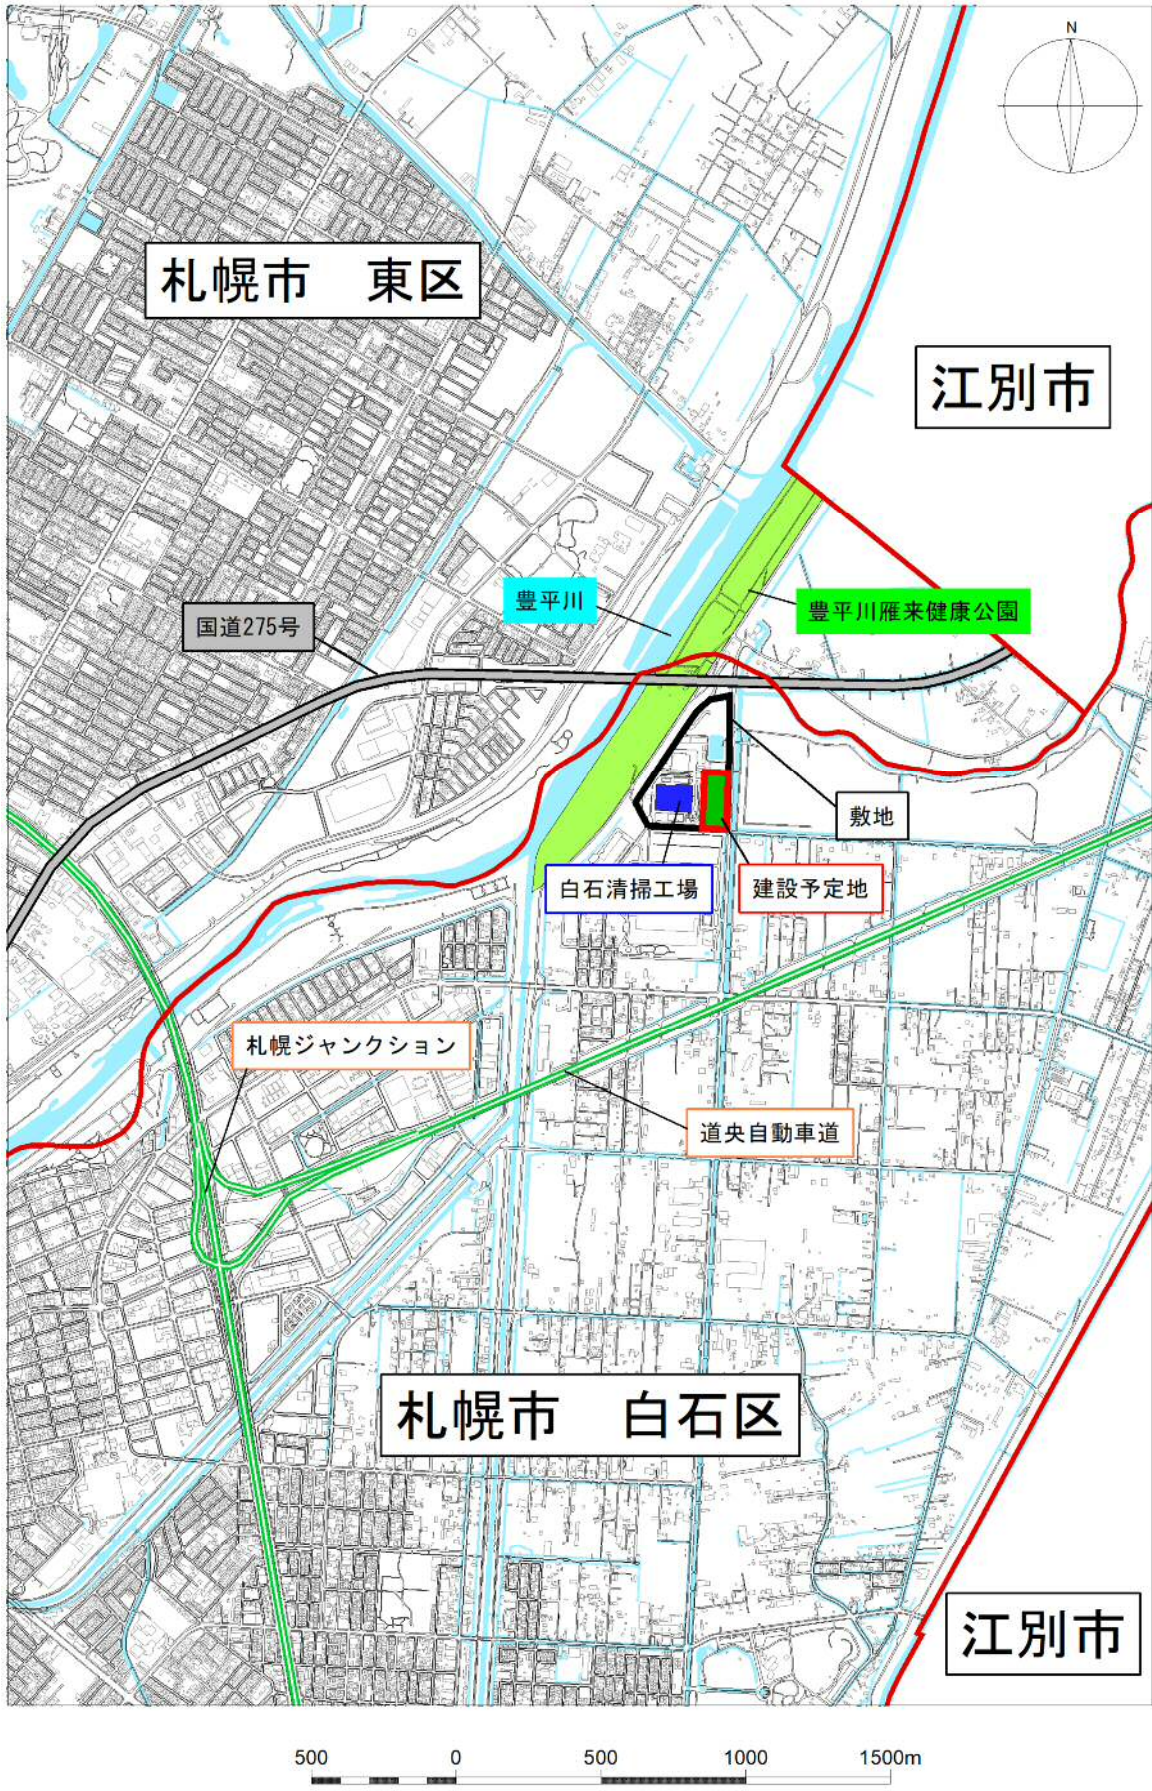 N
札幌市　東区
江別市
豊平川
豊平川雁来健康公園
国道275号
敷地
白石清掃工場
建設予定地
札幌ジャンクション
道央自動車道
札幌市　白石区
江別市
500 0 500 1000 1500m